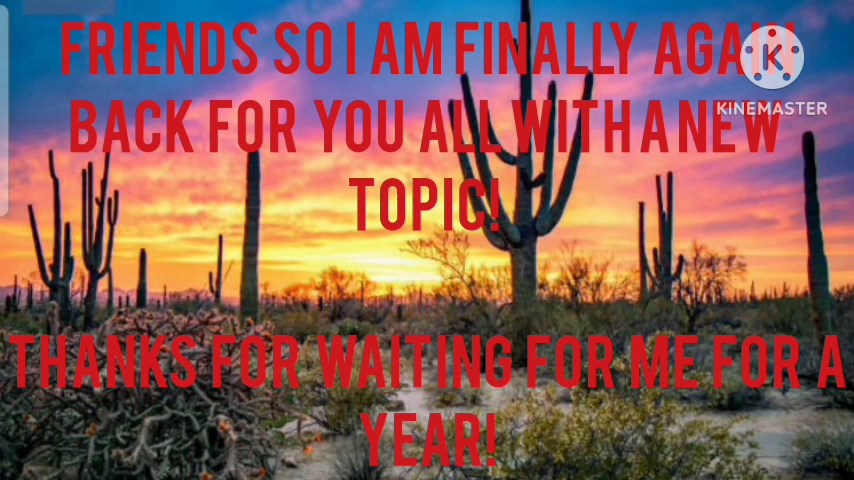 FRIENDS SO I AM FINALLY AGAIN
BACK FOR YOU ALL WITH A NEW
TOPIC!
K
KINEMASTER
THANKS FOR WAITING FOR ME FOR A
YEAR!